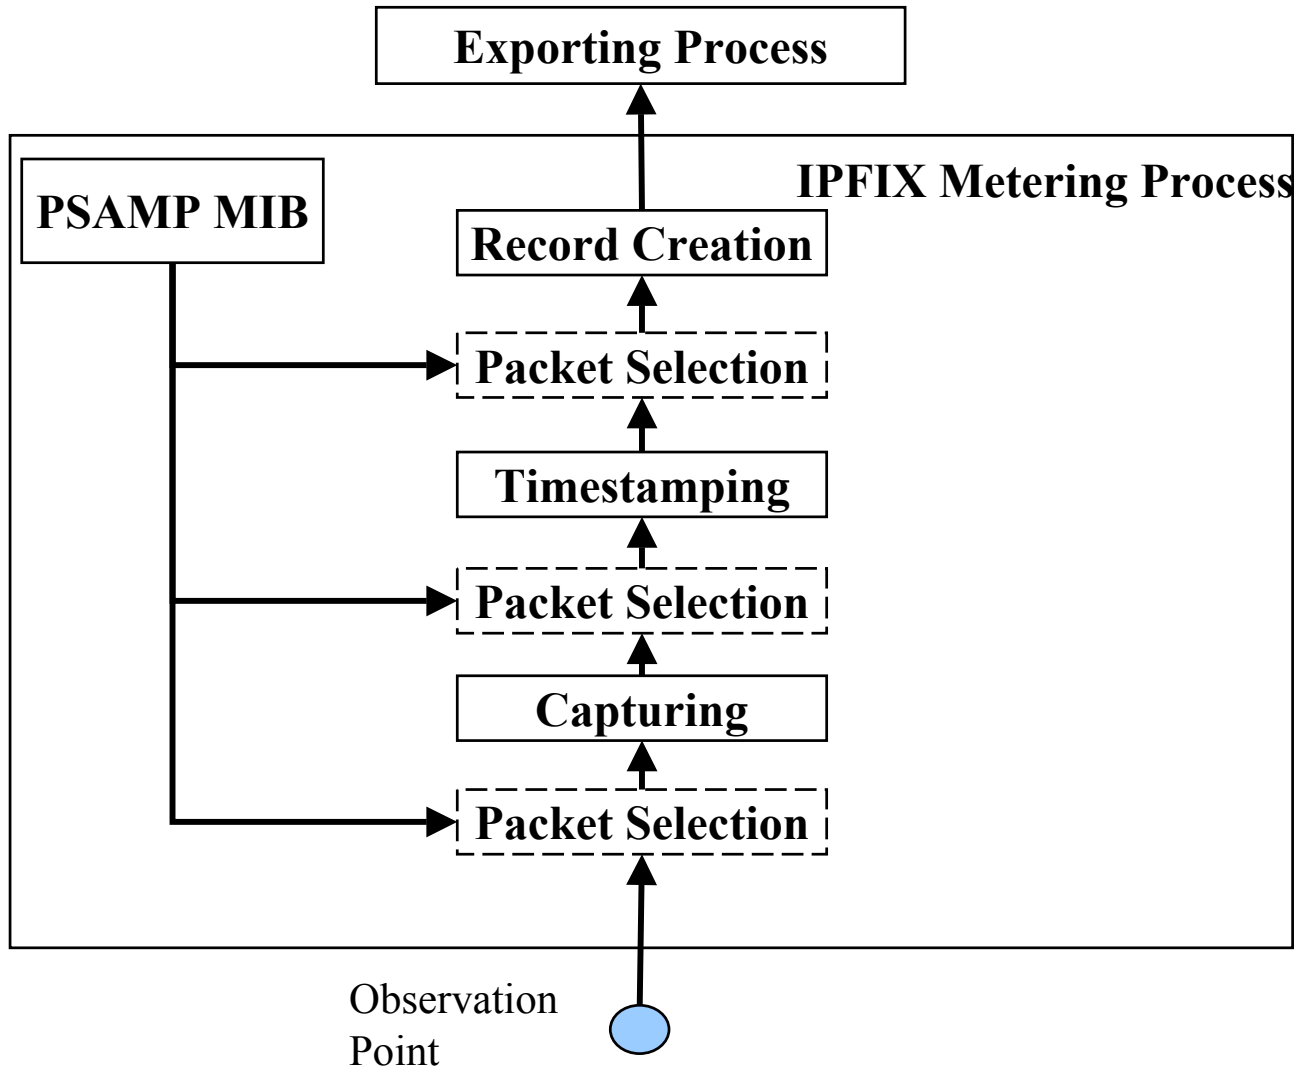 Exporting Process
IPFIX Metering Process
PSAMP MIB
Record Creation
Packet Selection
Timestamping
Packet Selection
Capturing
Packet Selection
Observation
Point